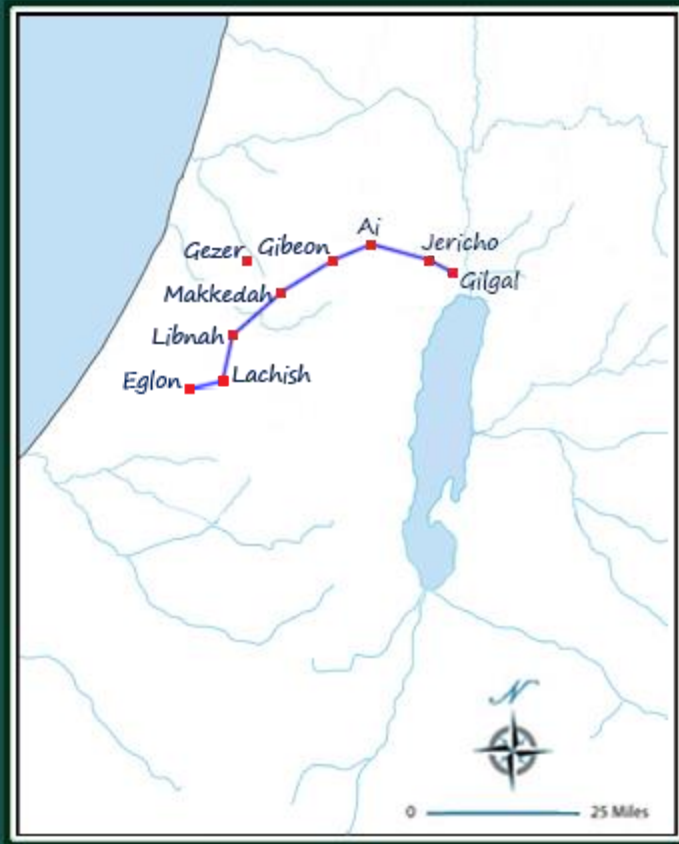 Ai
Gezer Gibeon Jericho
Gilgal
Makkedah
Libnah
Eglon Lachish
N
0 25 Miles